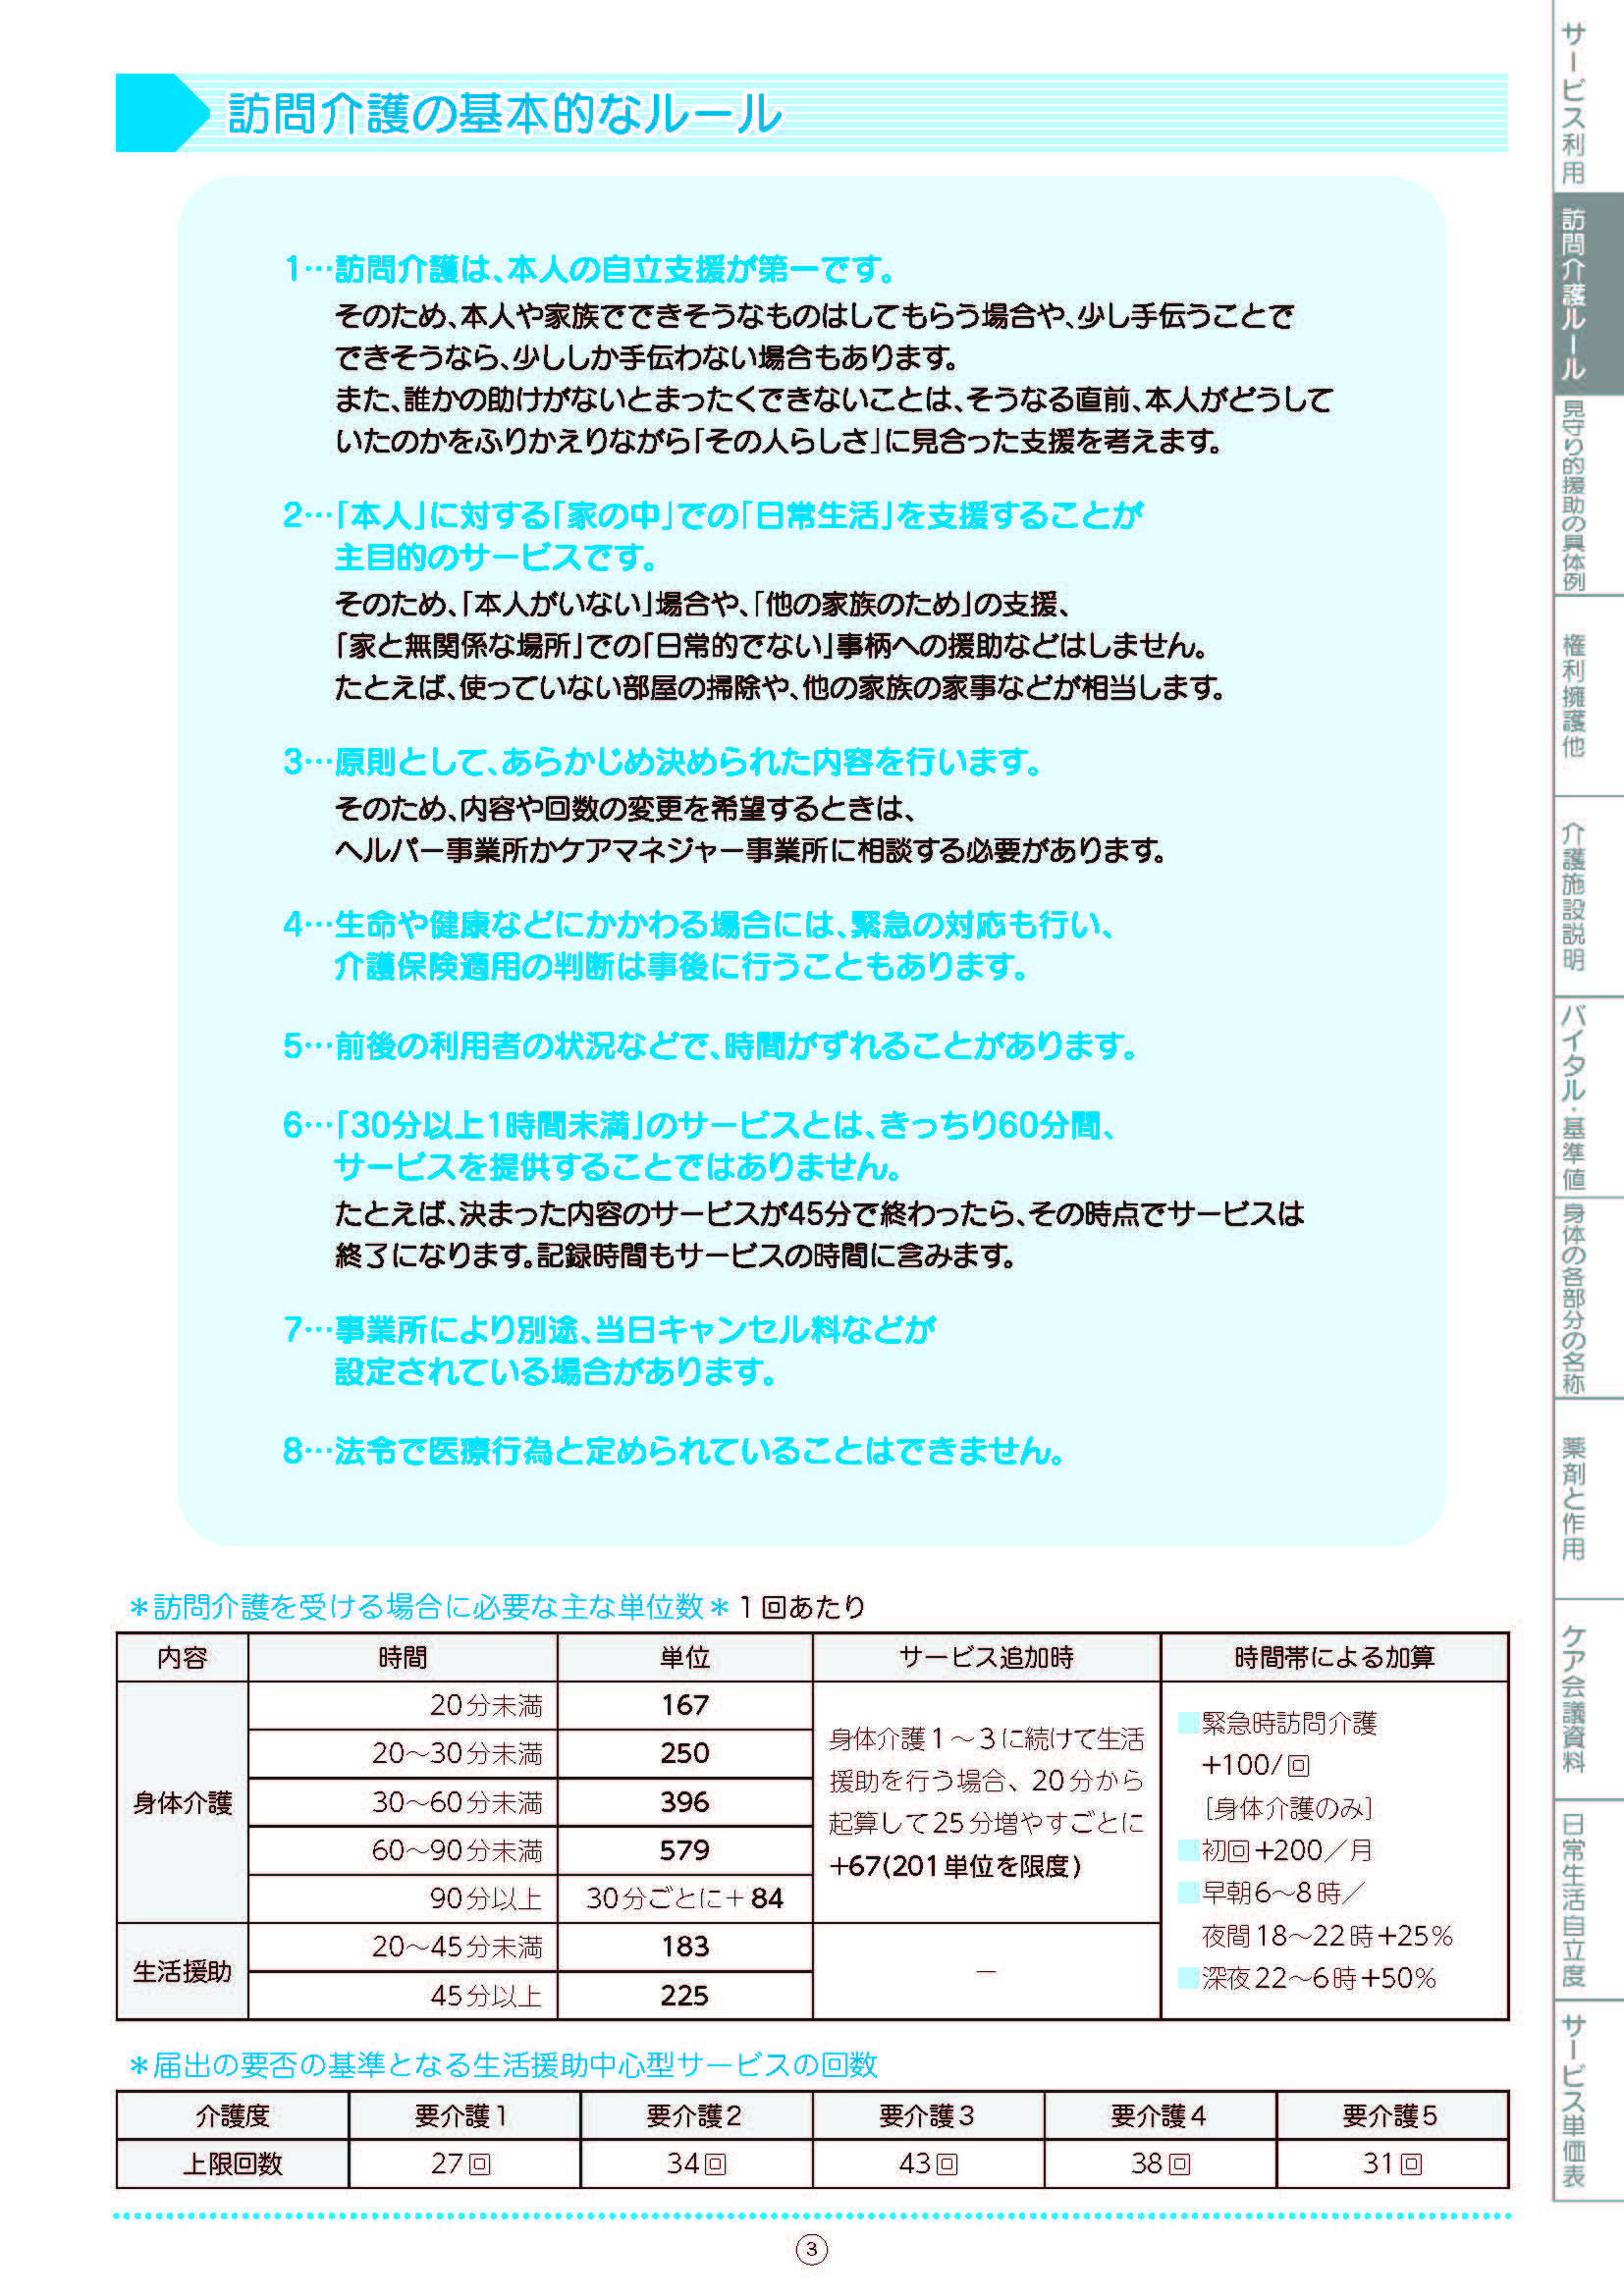 訪問介護の基本的なルール
1…訪問介護は、本人の自立支援が第一です。
そのため、本人や家族でできそうなものはしてもらう場合や、少し手伝うことで
できそうなら、少ししか手伝わない場合もあります。
また、誰かの助けがないとまったくできないことは、そうなる直前、本人がどうして
いたのかをふりかえりながら「その人らしさ」に見合った支援を考えます。
2…「本人」に対する「家の中」での「日常生活」を支援することが
主目的のサービスです。
そのため、「本人がいない」場合や、「他の家族のため」の支援、
「家と無関係な場所」での「日常的でない」事柄への援助などはしません。
たとえば、使っていない部屋の掃除や、他の家族の家事などが相当します。
3…原則として、あらかじめ決められた内容を行います。
そのため、内容や回数の変更を希望するときは、
ヘルパー事業所かケアマネジャー事業所に相談する必要があります。
4…生命や健康などにかかわる場合には、緊急の対応も行い、
介護保険適用の判断は事後に行うこともあります。
5…前後の利用者の状況などで、時間がずれることがあります。
6…「30分以上1時間未満」のサービスとは、きっちり60分間、
サービスを提供することではありません。
たとえば、決まった内容のサービスが45分で終わったら、その時点でサービスは
終了になります。記録時間もサービスの時間に含みます。
7…事業所により別途、当日キャンセル料などが
設定されている場合があります。
8…法令で医療行為と定められていることはできません。
＊訪問介護を受ける場合に必要な主な単位数＊1回あたり
内容 時間 単位 サービス追加時 時間帯による加算
身体介護
20分未満 167
20～30分未満 250
30～60分未満 396
60～90分未満 579
90分以上 30分ごとに＋84
身体介護1～3に続けて生活
援助を行う場合、20分から
起算して25分増やすごとに
+67(201単位を限度)
生活援助
20～45分未満 183
45分以上 225
－
緊急時訪問介護
+100/回
［身体介護のみ］
初回+200／月
早朝6～8時／
夜間18～22時+25%
深夜22～6時+50%
＊届出の要否の基準となる生活援助中心型サービスの回数
介護度 要介護1 要介護2 要介護3 要介護4 要介護5
上限回数 27回 34回 43回 38回 31回
3
サービス利用
訪問介護ルール
見守り的援助の具体例
権利擁護他
介護施設説明
バイタル・基準値
身体の各部分の名称
薬剤と作用
ケア会議資料
日常生活自立度
サービス単価表